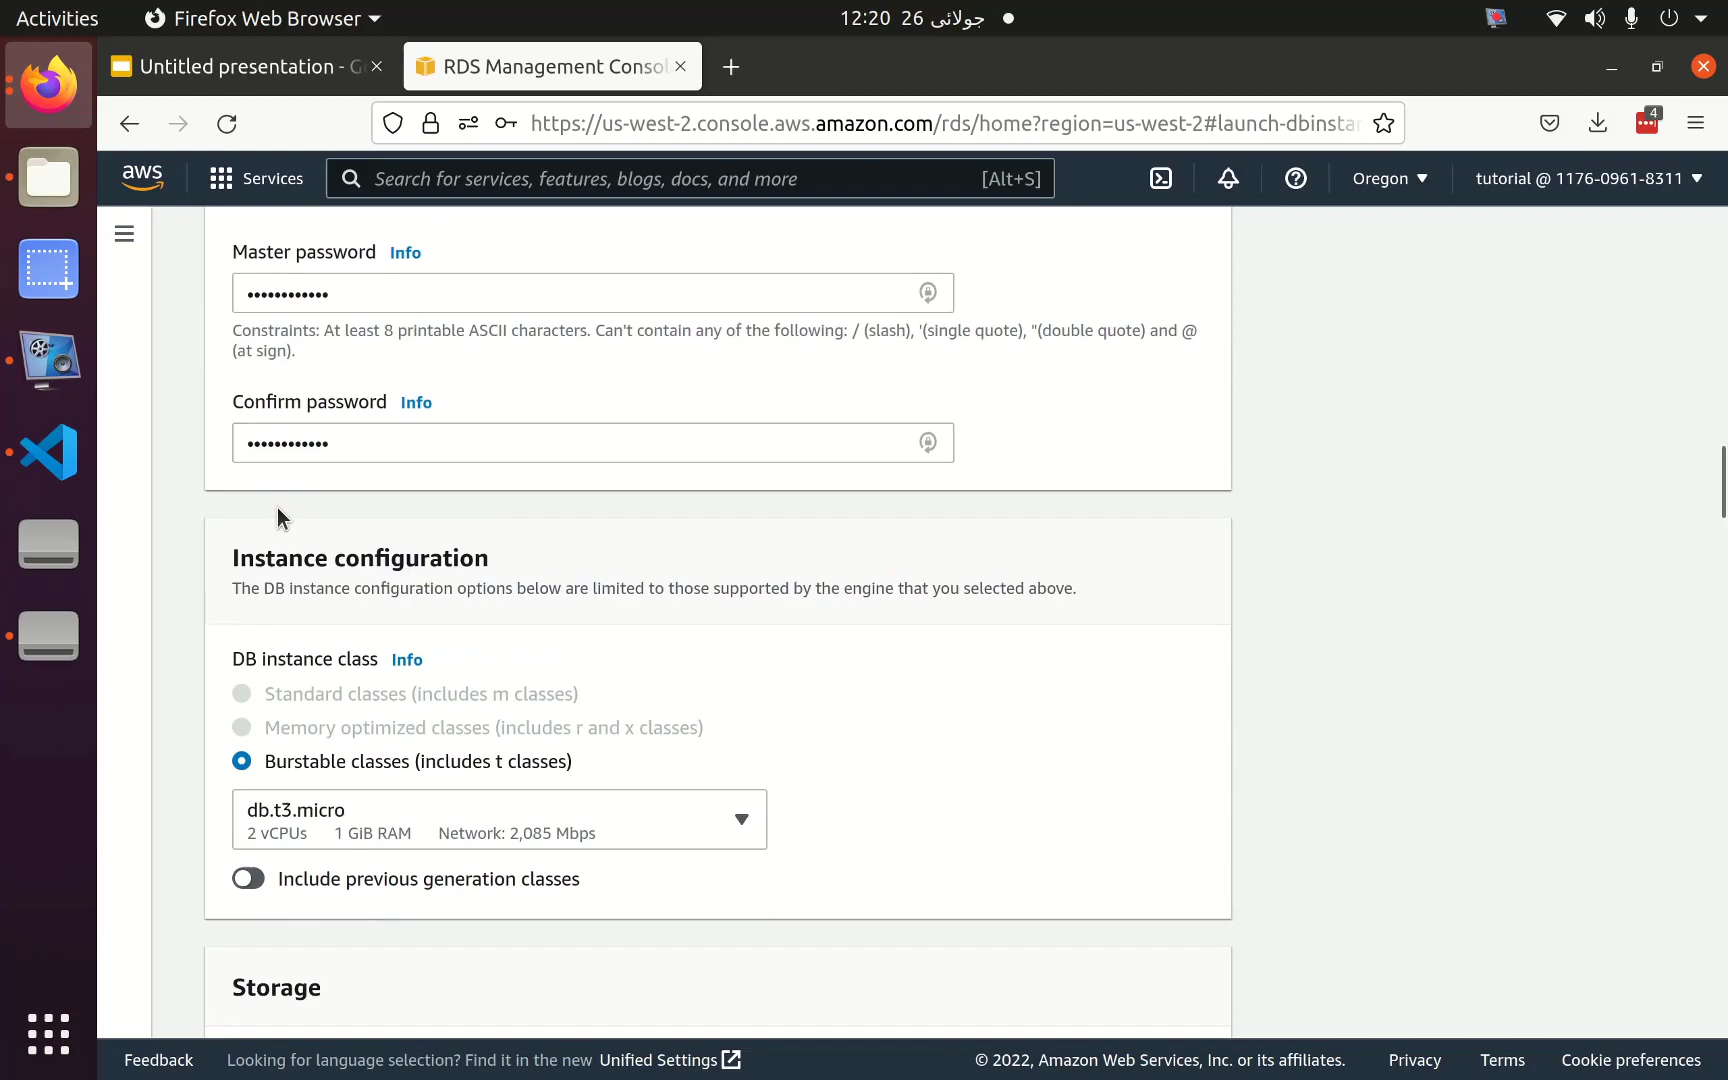 Activities
Firefox Web Browser
12:20 26 جولائی
Untitled presentation - G
RDS Management Consol
https://us-west-2.console.aws.amazon.com/rds/home?region=us-west-2#launch-dbinstan
4
aws
Services
Search for services, features, blogs, docs, and more
[Alt+S]
Oregon
tutorial @ 1176-0961-8311
Master password Info
••••••••••••
Constraints: At least 8 printable ASCII characters. Can't contain any of the following: / (slash), '(single quote), "(double quote) and @
(at sign).
Confirm password Info
••••••••••••
Instance configuration
The DB instance configuration options below are limited to those supported by the engine that you selected above.
DB instance class Info
Standard classes (includes m classes)
Memory optimized classes (includes r and x classes)
Burstable classes (includes t classes)
db.t3.micro
2 vCPUs 1 GiB RAM Network: 2,085 Mbps
Include previous generation classes
Storage
Feedback
Looking for language selection? Find it in the new Unified Settings
© 2022, Amazon Web Services, Inc. or its affiliates.
Privacy
Terms
Cookie preferences